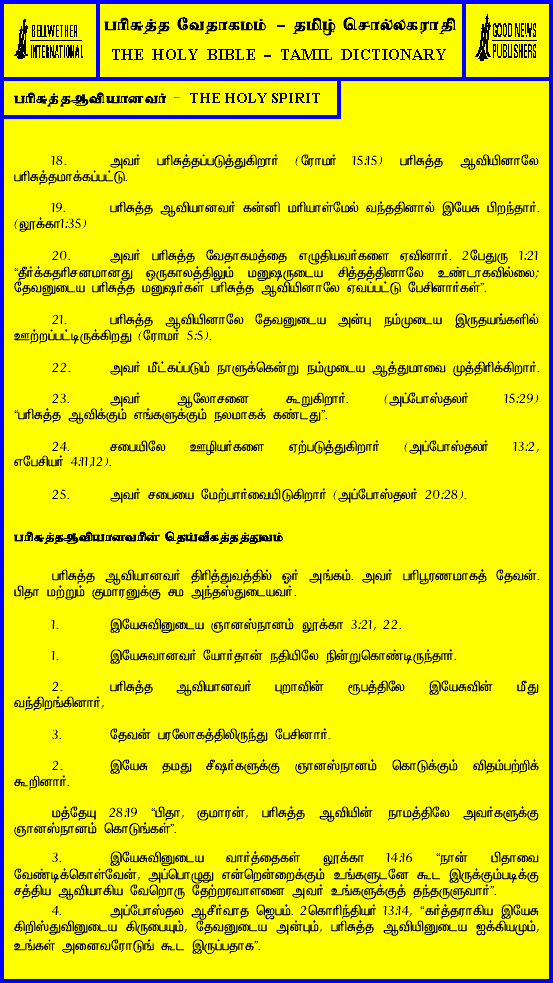 BELLWETHER
INTERNATIONAL
பரிசுத்த வேதாகமம் – தமிழ் சொல்லகராதி
THE HOLY BIBLE – TAMIL DICTIONARY
GOOD NEWS
PUBLISHERS
பரிசுத்தஆவியானவர் – THE HOLY SPIRIT
18. அவர் பரிசுத்தப்படுத்துகிறார் (ரோமர் 15:15) பரிசுத்த ஆவியினாலே
பரிசுத்தமாக்கப்பட்டு.
19. பரிசுத்த ஆவியானவர் கன்னி மரியாள்மேல் வந்ததினால் இயேசு பிறந்தார்.
(லூக்கா1:35)
20. அவர் பரிசுத்த வேதாகமத்தை எழுதியவர்களை ஏவினார். 2பேதுரு 1:21
“தீர்க்கதரிசனமானது ஒருகாலத்திலும் மனுஷருடைய சித்தத்தினாலே உண்டாகவில்லை;
தேவனுடைய பரிசுத்த மனுஷர்கள் பரிசுத்த ஆவியினாலே ஏவப்பட்டு பேசினார்கள்”.
21. பரிசுத்த ஆவியினாலே தேவனுடைய அன்பு நம்முடைய இருதயங்களில்
ஊற்றப்பட்டிருக்கிறது (ரோமர் 5:5).
22. அவர் மீட்கப்படும் நாளுக்கென்று நம்முடைய ஆத்துமாவை முத்திரிக்கிறார்.
23. அவர் ஆலோசனை கூறுகிறார். (அப்போஸ்தலர் 15:29)
“பரிசுத்த ஆவிக்கும் எங்களுக்கும் நலமாகக் கண்டது”.
24. சபையிலே ஊழியர்களை ஏற்படுத்துகிறார் (அப்போஸ்தலர் 13:2,
எபேசியர் 4:11,12).
25. அவர் சபையை மேற்பார்வையிடுகிறார் (அப்போஸ்தலர் 20:28).
பரிசுத்தஆவியானவரின் தெய்வீகத்தத்துவம்
பரிசுத்த ஆவியானவர் திரித்துவத்தில் ஓர் அங்கம். அவர் பரிபூரணமாகத் தேவன்.
பிதா மற்றும் குமாரனுக்கு சம அந்தஸ்துடையவர்.
1. இயேசுவினுடைய ஞானஸ்நானம் லூக்கா 3:21, 22.
1. இயேசுவானவர் யோர்தான் நதியிலே நின்றுகொண்டிருந்தார்.
2. பரிசுத்த ஆவியானவர் புறாவின் ரூபத்திலே இயேசுவின் மீது
வந்திறங்கினார்,
3. தேவன் பரலோகத்திலிருந்து பேசினார்.
2. இயேசு தமது சீஷர்களுக்கு ஞானஸ்நானம் கொடுக்கும் விதம்பற்றிக்
கூறினார்.
மத்தேயு 28:19 “பிதா, குமாரன், பரிசுத்த ஆவியின் நாமத்திலே அவர்களுக்கு
ஞானஸ்நானம் கொடுங்கள்”.
3. இயேசுவினுடைய வார்த்தைகள் லூக்கா 14:16 “நான் பிதாவை
வேண்டிக்கொள்வேன், அப்பொழுது என்றென்றைக்கும் உங்களுடனே கூட இருக்கும்படிக்கு
சத்திய ஆவியாகிய வேறொரு தேற்றரவாளனை அவர் உங்களுக்குத் தந்தருளுவார்”.
4. அப்போஸ்தல ஆசீர்வாத ஜெபம். 2கொரிந்தியர் 13:14, “கர்த்தராகிய இயேசு
கிறிஸ்துவினுடைய கிருபையும், தேவனுடைய அன்பும், பரிசுத்த ஆவியினுடைய ஐக்கியமும்,
உங்கள் அனைவரோடுங் கூட இருப்பதாக”.